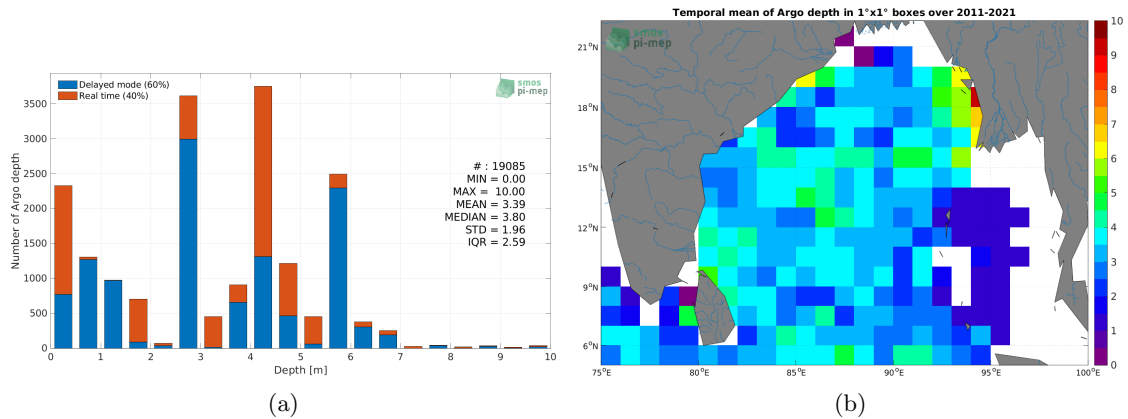 Delayed mode (60%)
Real time (40%)
smos
pi-mep
3500
3000
2500
2000
1500
1000
500
0
Number of Argo depth
# : 19085
MIN = 0.00
MAX = 10.00
MEAN = 3.39
MEDIAN = 3.80
STD = 1.96
IQR = 2.59
0 1 2 3 4 5 6 7 8 9 10
Depth [m]
(a)
Temporal mean of Argo depth in 1°x1° boxes over 2011-2021
smos
pi-mep
21°N
18°N
15°N
12°N
9°N
6°N
75°E 80°E 85°E 90°E 95°E 100°E
10
9
8
7
6
5
4
3
2
1
0
(b)